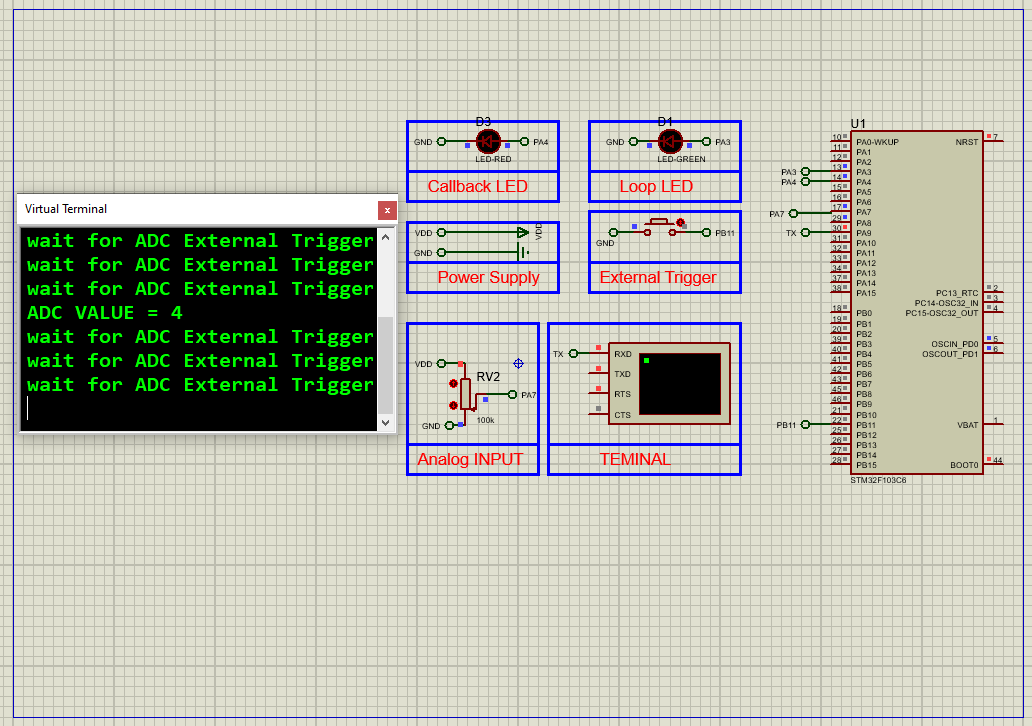 Virtual Terminal
x
wait for ADC External Trigger
wait for ADC External Trigger
wait for ADC External Trigger
ADC VALUE = 4
wait for ADC External Trigger
wait for ADC External Trigger
wait for ADC External Trigger
D3
GND
PA4
LED-RED
Callback LED
D1
GND
PA3
LED-GREEN
Loop LED
VDD
VDD
GND
Power Supply
GND
PB11
External Trigger
VDD
RV2
PA7
100k
GND
Analog INPUT
TX
RXD
TXD
RTS
CTS
TEMINAL
U1
PA3
PA4
PA7
TX
PB11
10 PA0-WKUP
11 PA1
12 PA2
13 PA3
14 PA4
15 PA5
16 PA6
17 PA7
29 PA8
30 PA9
31 PA10
32 PA11
33 PA12
34 PA13
37 PA14
38 PA15
18 PB0
19 PB1
20 PB2
39 PB3
40 PB4
41 PB5
42 PB6
43 PB7
45 PB8
46 PB9
21 PB10
22 PB11
25 PB12
26 PB13
27 PB14
28 PB15
NRST 7
PC13_RTC 2
PC14-OSC32_IN 3
PC15-OSC32_OUT 4
OSCIN_PD0 5
OSCOUT_PD1 6
VBAT 1
BOOT0 44
STM32F103C6